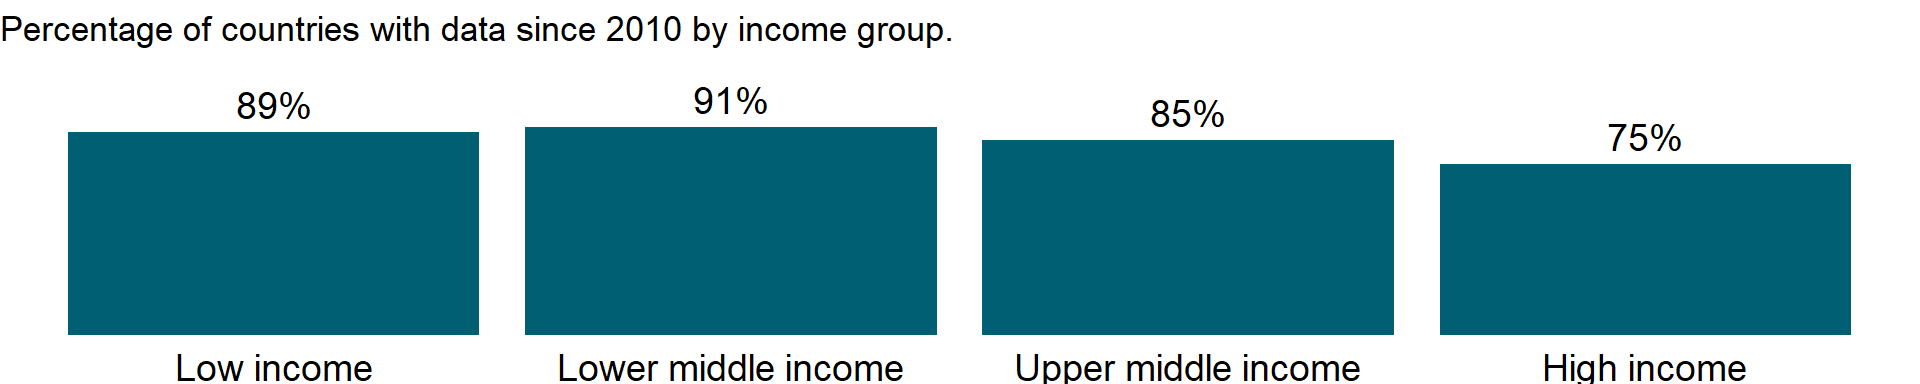 Percentage of countries with data since 2010 by income group.
89%
91%
85%
75%
Low income
Lower middle income
Upper middle income
High income